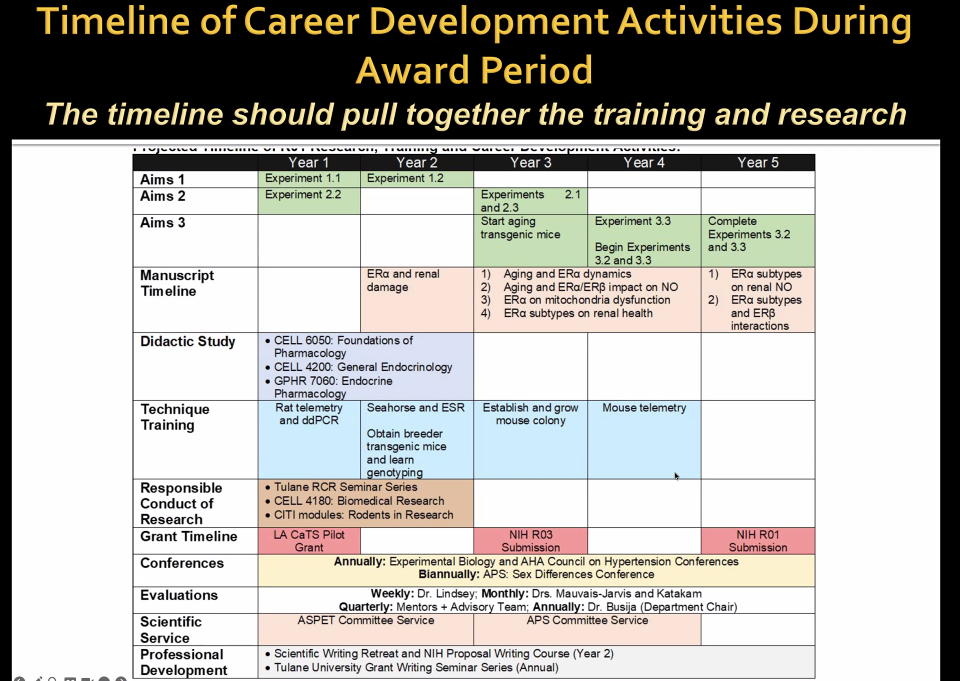 Timeline of Career Development Activities During
Award Period
The timeline should pull together the training and research
Projected Timeline of K01 Research, Training and Career Development Activities:
Year 1 Year 2 Year 3 Year 4 Year 5
Aims 1 Experiment 1.1 Experiment 1.2
Aims 2 Experiment 2.2 Experiments 2.1
and 2.3
Aims 3 Start aging
transgenic mice
Experiment 3.3
Begin Experiments
3.2 and 3.3
Complete
Experiments 3.2
and 3.3
Manuscript
Timeline
ERα and renal
damage
1) Aging and ERα dynamics
2) Aging and ERα/ERβ impact on NO
3) ERα on mitochondria dysfunction
4) ERα subtypes on renal health
1) ERα subtypes
on renal NO
2) ERα subtypes
and ERβ
interactions
Didactic Study
• CELL 6050: Foundations of
Pharmacology
• CELL 4200: General Endocrinology
• GPHR 7060: Endocrine
Pharmacology
Technique
Training
Rat telemetry
and ddPCR
Seahorse and ESR
Obtain breeder
transgenic mice
and learn
genotyping
Establish and grow
mouse colony
Mouse telemetry
Responsible
Conduct of
Research
• Tulane RCR Seminar Series
• CELL 4180: Biomedical Research
• CITI modules: Rodents in Research
Grant Timeline
LA CaTS Pilot
Grant
NIH R03
Submission
NIH R01
Submission
Conferences
Annually: Experimental Biology and AHA Council on Hypertension Conferences
Biannually: APS: Sex Differences Conference
Evaluations
Weekly: Dr. Lindsey; Monthly: Drs. Mauvais-Jarvis and Katakam
Quarterly: Mentors + Advisory Team; Annually: Dr. Busija (Department Chair)
Scientific
Service
ASPET Committee Service
APS Committee Service
Professional
Development
• Scientific Writing Retreat and NIH Proposal Writing Course (Year 2)
• Tulane University Grant Writing Seminar Series (Annual)